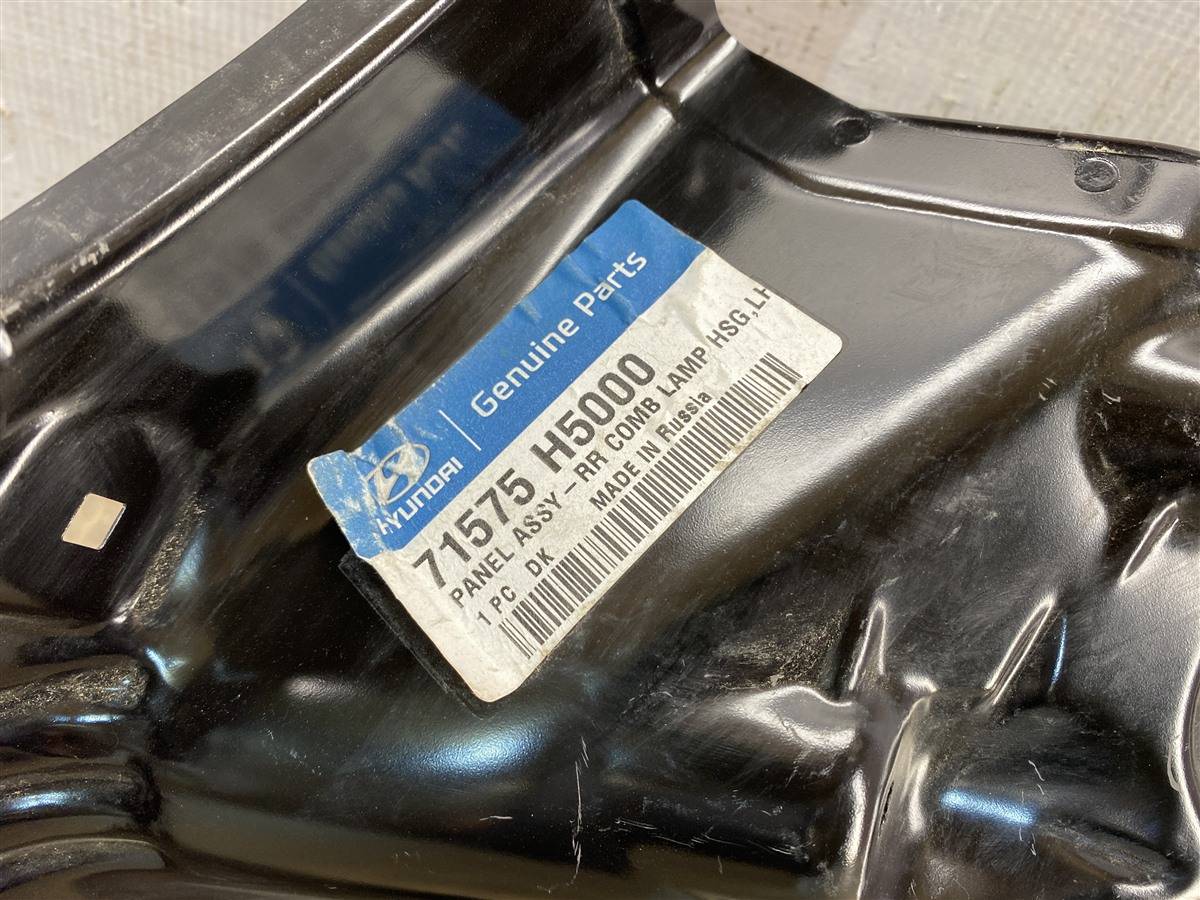 HYUNDAI | Genuine Parts
71575 H5000
PANEL ASSY-RR COMB LAMP HSG,LH
MADE IN Russia
1 PC DK